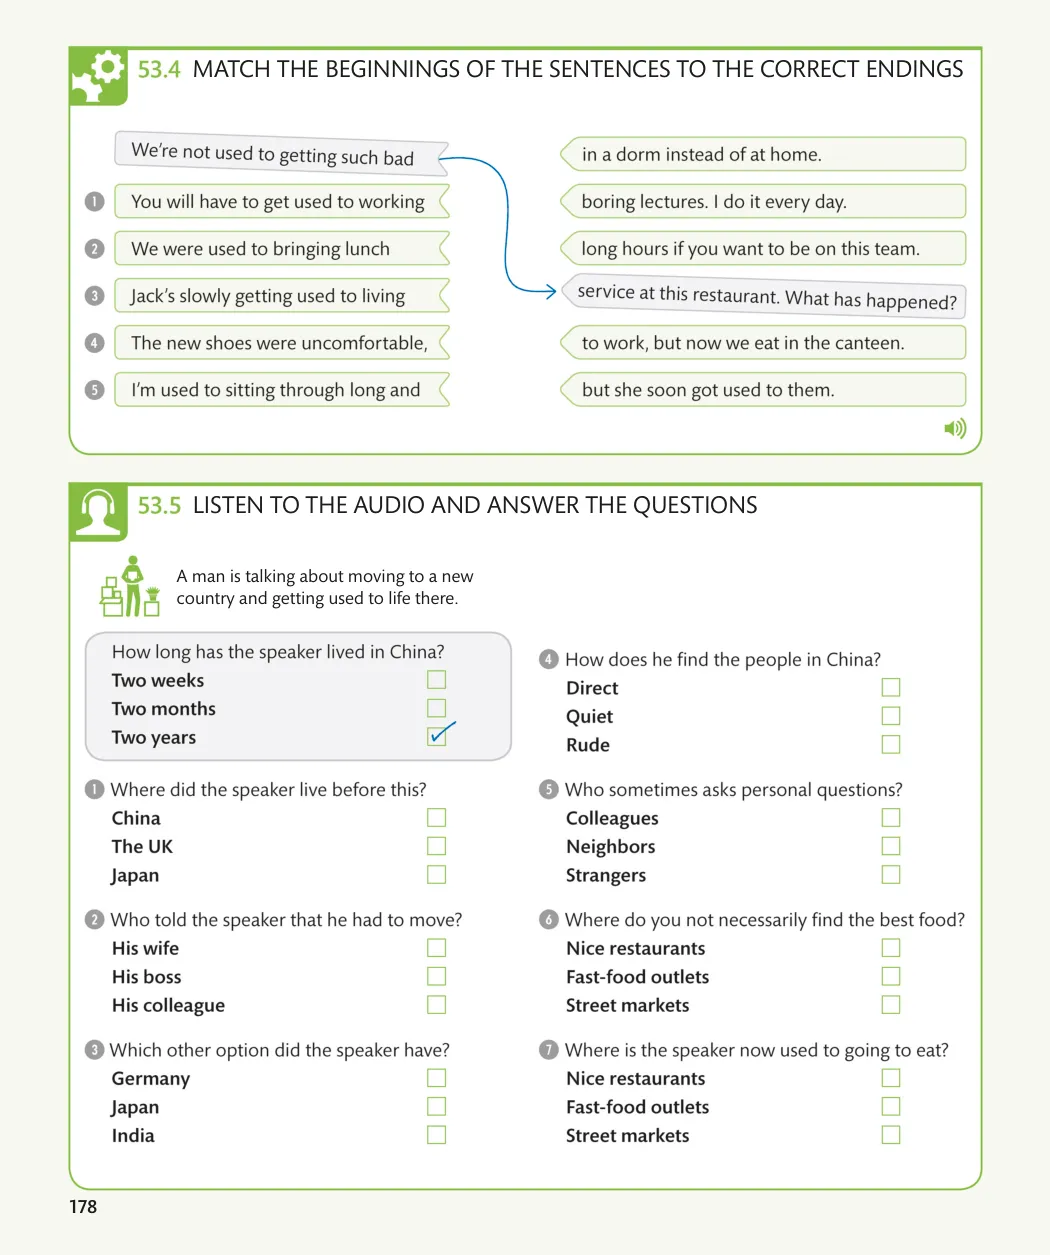 53.4 MATCH THE BEGINNINGS OF THE SENTENCES TO THE CORRECT ENDINGS
We're not used to getting such bad
1 You will have to get used to working
2 We were used to bringing lunch
3 Jack's slowly getting used to living
4 The new shoes were uncomfortable,
5 I'm used to sitting through long and
in a dorm instead of at home.
boring lectures. I do it every day.
long hours if you want to be on this team.
service at this restaurant. What has happened?
to work, but now we eat in the canteen.
but she soon got used to them.
53.5 LISTEN TO THE AUDIO AND ANSWER THE QUESTIONS
A man is talking about moving to a new
country and getting used to life there.
How long has the speaker lived in China?
Two weeks
Two months
Two years
1 Where did the speaker live before this?
China
The UK
Japan
2 Who told the speaker that he had to move?
His wife
His boss
His colleague
3 Which other option did the speaker have?
Germany
Japan
India
4 How does he find the people in China?
Direct
Quiet
Rude
5 Who sometimes asks personal questions?
Colleagues
Neighbors
Strangers
6 Where do you not necessarily find the best food?
Nice restaurants
Fast-food outlets
Street markets
7 Where is the speaker now used to going to eat?
Nice restaurants
Fast-food outlets
Street markets
178